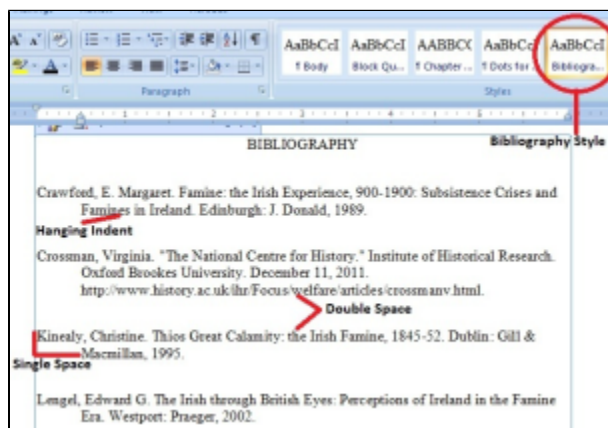 AaBbCcI AaBbCcI AABBCC AaBbCcI AaBbCcI
¶ Body Block Qu... ¶ Chapter ... ¶ Dots for ... Bibliogra...
Paragraph Styles
BIBLIOGRAPHY Bibliography Style
Crawford, E. Margaret. Famine: the Irish Experience, 900-1900: Subsistence Crises and
Famines in Ireland. Edinburgh: J. Donald, 1989.
Hanging Indent
Crossman, Virginia. "The National Centre for History." Institute of Historical Research.
Oxford Brookes University. December 11, 2011.
http://www.history.ac.uk/ihr/Focus/welfare/articles/crossmanv.html.
Double Space
Kinealy, Christine. Thios Great Calamity: the Irish Famine, 1845-52. Dublin: Gill &
Macmillan, 1995.
Single Space
Lengel, Edward G. The Irish through British Eyes: Perceptions of Ireland in the Famine
Era. Westport: Praeger, 2002.